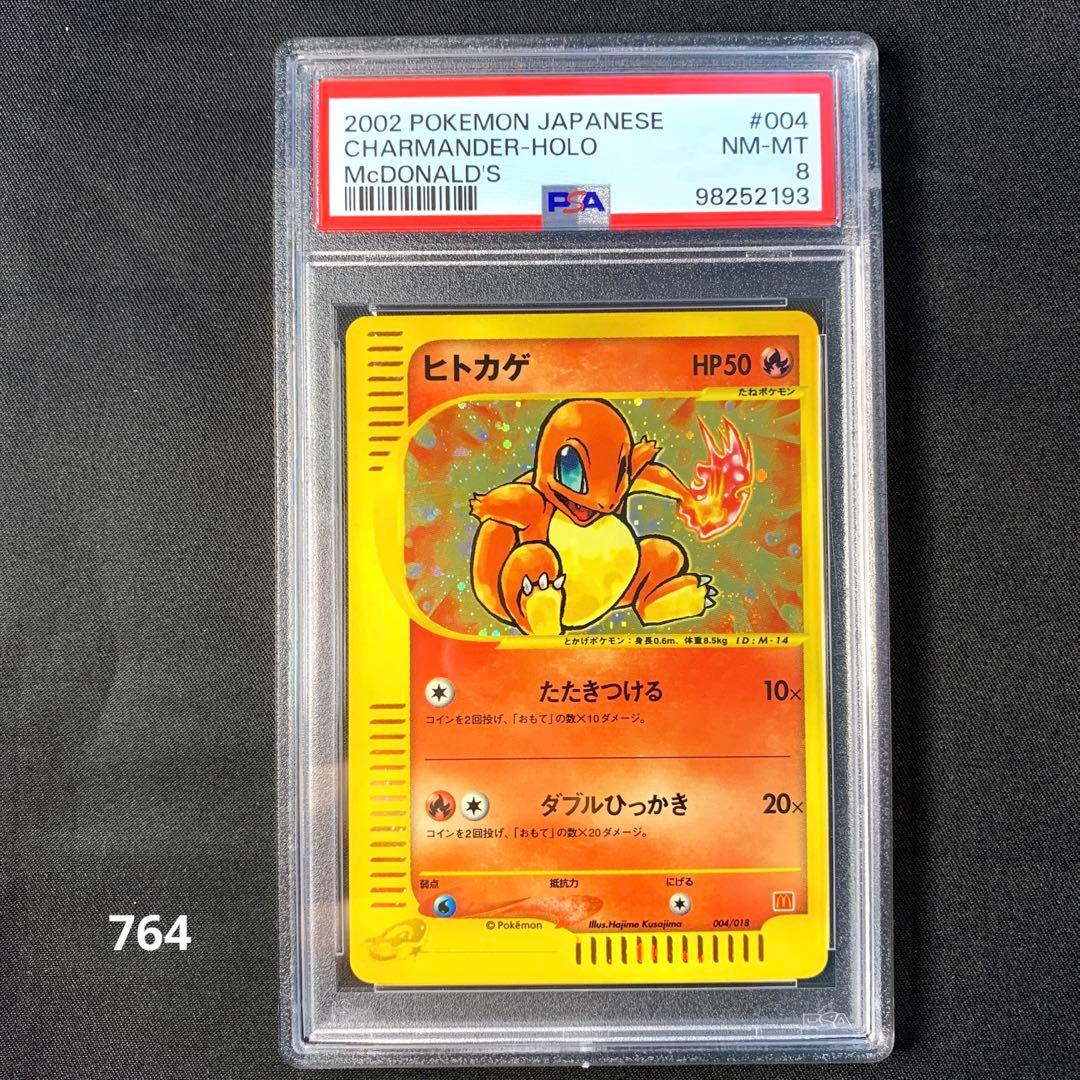 2002 POKEMON JAPANESE #004
CHARMANDER-HOLO NM-MT
McDONALD'S 8
PSA 98252193
ヒトカゲ HP50
たねポケモン
とかげポケモン：身長0.6m、体重8.5kg ID:M-14
たたきつける 10×
コインを2回投げ、「おもて」の数×10ダメージ。
ダブルひっかき 20×
コインを2回投げ、「おもて」の数×20ダメージ。
弱点 抵抗力 にげる
©Pokémon Illus.Hajime Kusajima 004/018
764
PSA